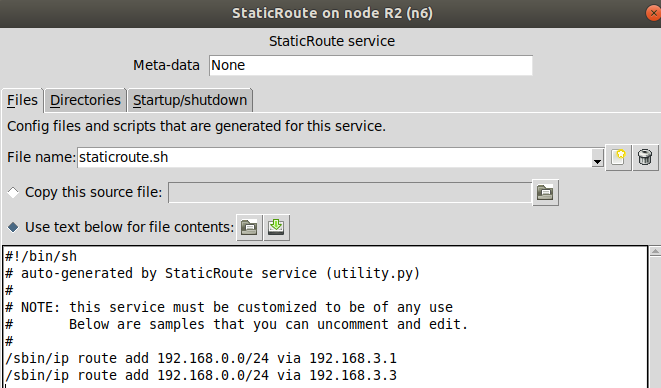 StaticRoute on node R2 (n6)
StaticRoute service
Meta-data None
Files Directories Startup/shutdown
Config files and scripts that are generated for this service.
File name: staticroute.sh
Copy this source file:
Use text below for file contents:
#!/bin/sh
# auto-generated by StaticRoute service (utility.py)
#
# NOTE: this service must be customized to be of any use
#       Below are samples that you can uncomment and edit.
#
/sbin/ip route add 192.168.0.0/24 via 192.168.3.1
/sbin/ip route add 192.168.0.0/24 via 192.168.3.3